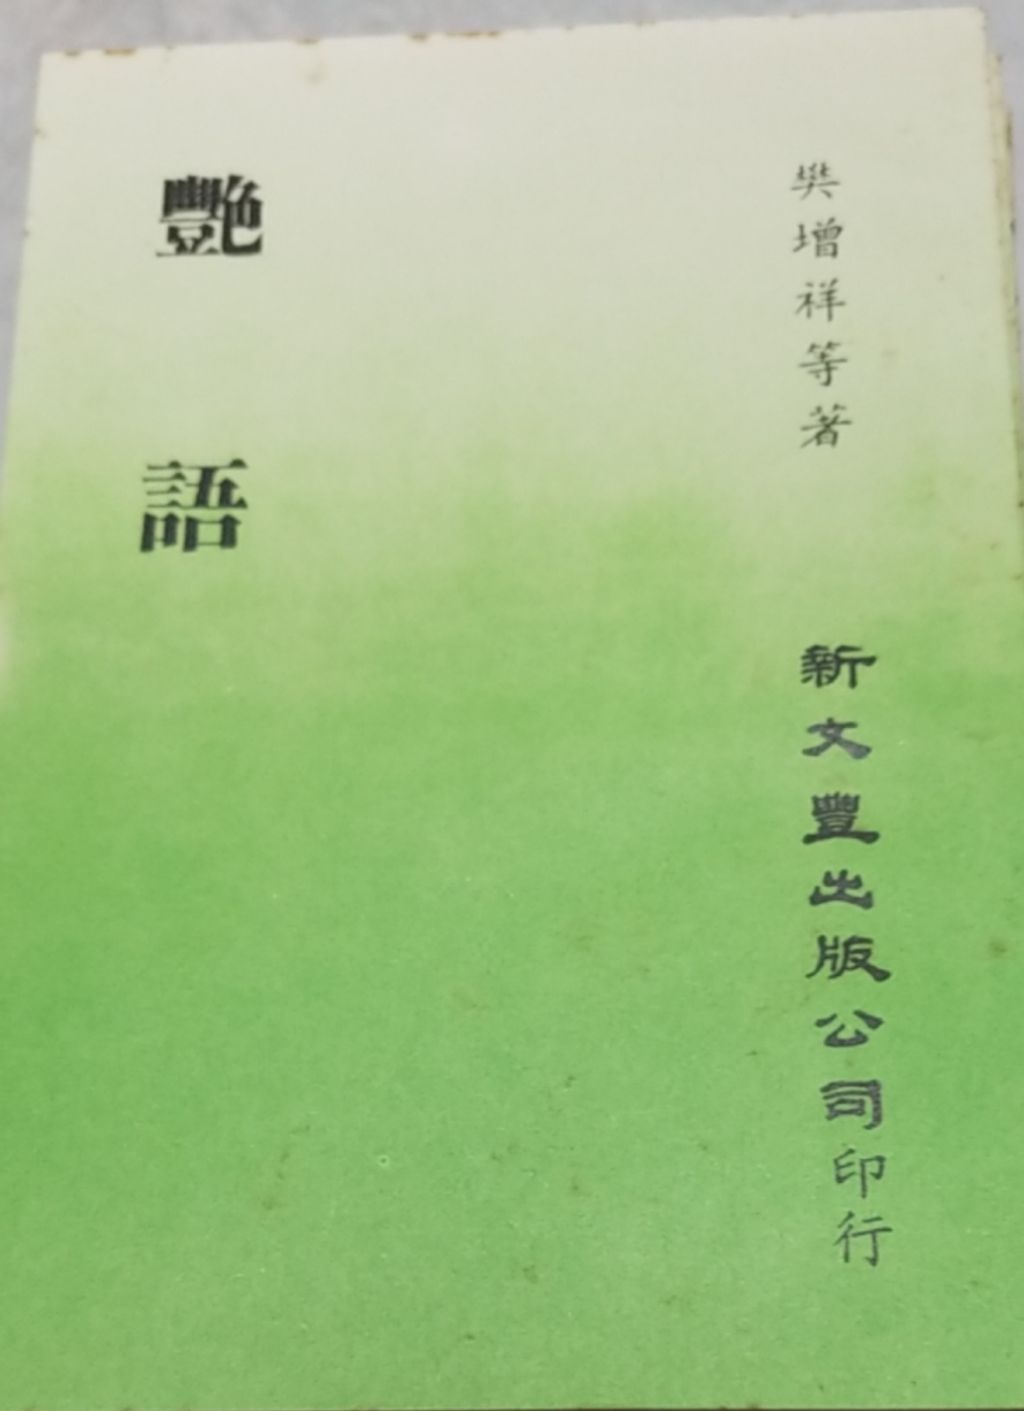 樊增祥等著
新文豐出版公司印行
艷語